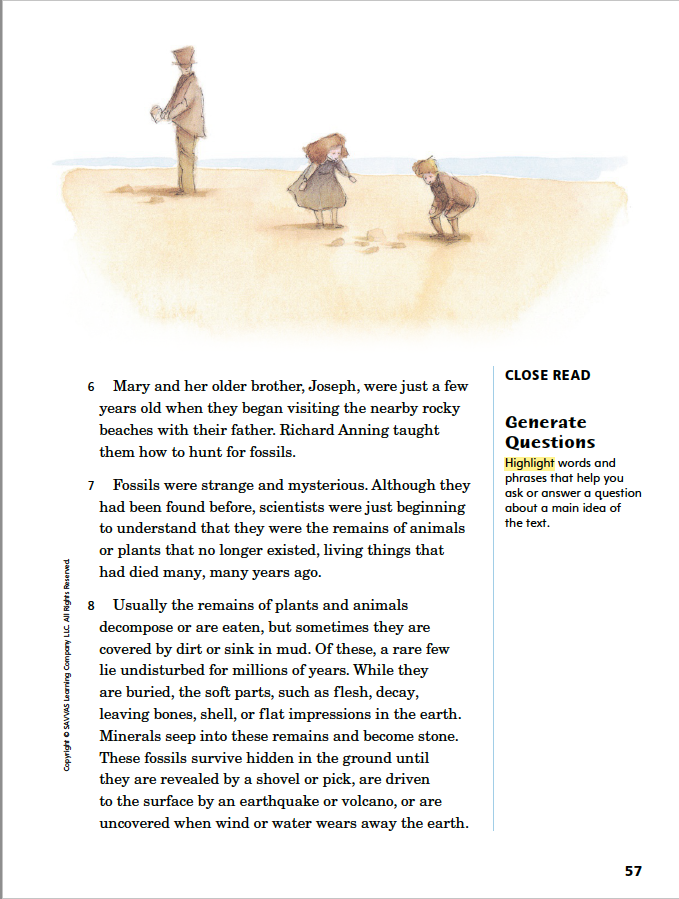 6 Mary and her older brother, Joseph, were just a few
years old when they began visiting the nearby rocky
beaches with their father. Richard Anning taught
them how to hunt for fossils.
7 Fossils were strange and mysterious. Although they
had been found before, scientists were just beginning
to understand that they were the remains of animals
or plants that no longer existed, living things that
had died many, many years ago.
8 Usually the remains of plants and animals
decompose or are eaten, but sometimes they are
covered by dirt or sink in mud. Of these, a rare few
lie undisturbed for millions of years. While they
are buried, the soft parts, such as flesh, decay,
leaving bones, shell, or flat impressions in the earth.
Minerals seep into these remains and become stone.
These fossils survive hidden in the ground until
they are revealed by a shovel or pick, are driven
to the surface by an earthquake or volcano, or are
uncovered when wind or water wears away the earth.
CLOSE READ
Generate
Questions
Highlight words and
phrases that help you
ask or answer a question
about a main idea of
the text.
Copyright © SAVVAS Learning Company LLC. All Rights Reserved.
57